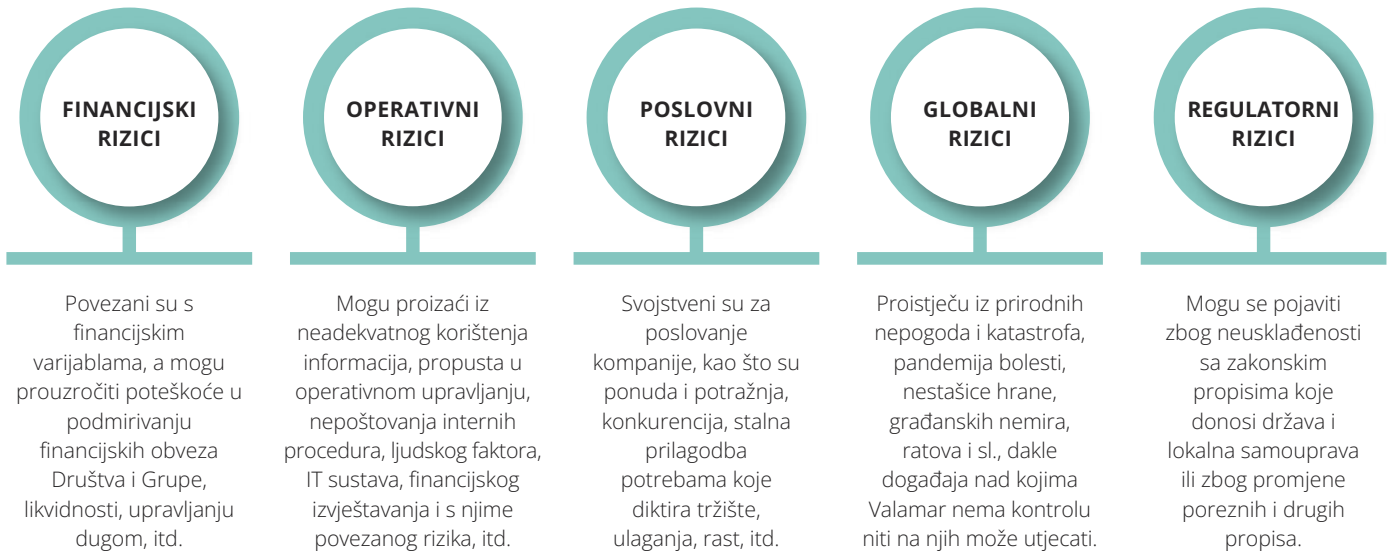 FINANCIJSKI
RIZICI
Povezani su s
financijskim
varijablama, a mogu
prouzročiti poteškoće u
podmirivanju
financijskih obveza
Društva i Grupe,
likvidnosti, upravljanju
dugom, itd.
OPERATIVNI
RIZICI
Mogu proizaći iz
neadekvatnog korištenja
informacija, propusta u
operativnom upravljanju,
nepoštovanja internih
procedura, ljudskog faktora,
IT sustava, financijskog
izvještavanja i s njime
povezanog rizika, itd.
POSLOVNI
RIZICI
Svojstveni su za
poslovanje
kompanije, kao što su
ponuda i potražnja,
konkurencija, stalna
prilagodba
potrebama koje
diktira tržište,
ulaganja, rast, itd.
GLOBALNI
RIZICI
Proistječu iz prirodnih
nepogoda i katastrofa,
pandemija bolesti,
nestašice hrane,
građanskih nemira,
ratova i sl., dakle
događaja nad kojima
Valamar nema kontrolu
niti na njih može utjecati.
REGULATORNI
RIZICI
Mogu se pojaviti
zbog neusklađenosti
sa zakonskim
propisima koje
donosi država i
lokalna samouprava
ili zbog promjene
poreznih i drugih
propisa.